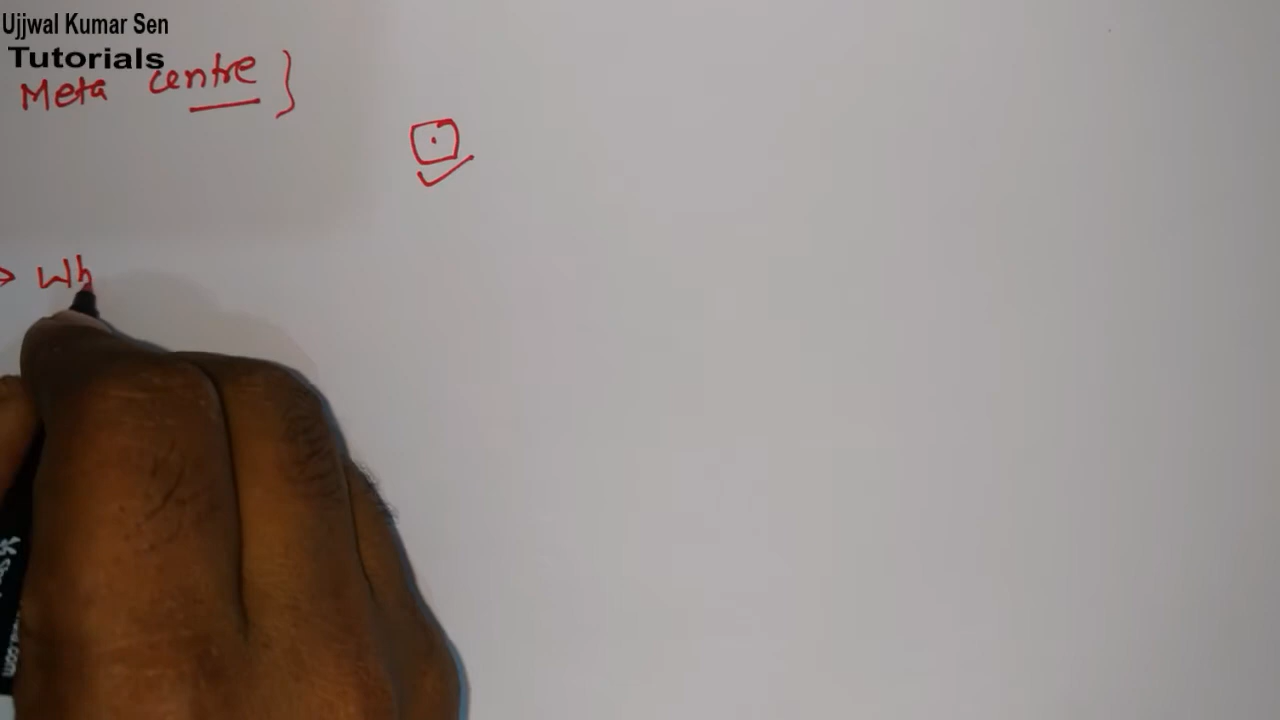 Ujjwal Kumar Sen
Tutorials
Meta centre }
→ Wh